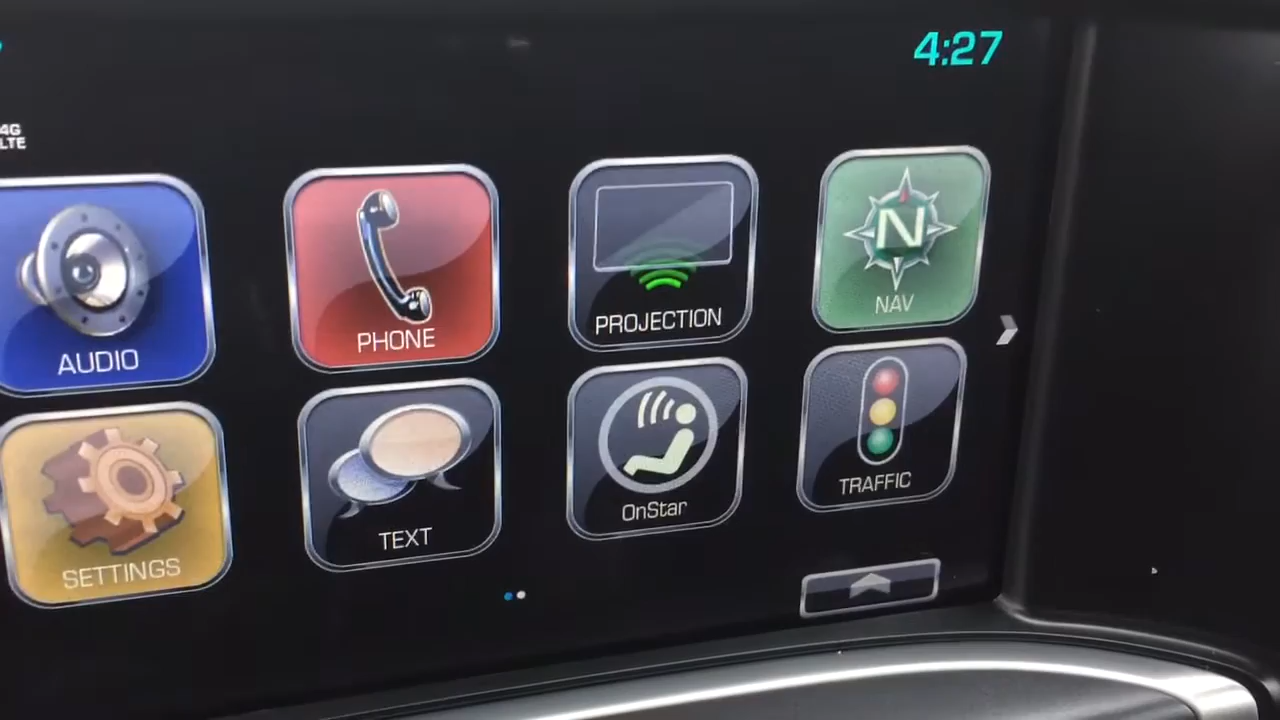 4:27
4G
LTE
AUDIO
PHONE
PROJECTION
N
NAV
SETTINGS
TEXT
OnStar
TRAFFIC